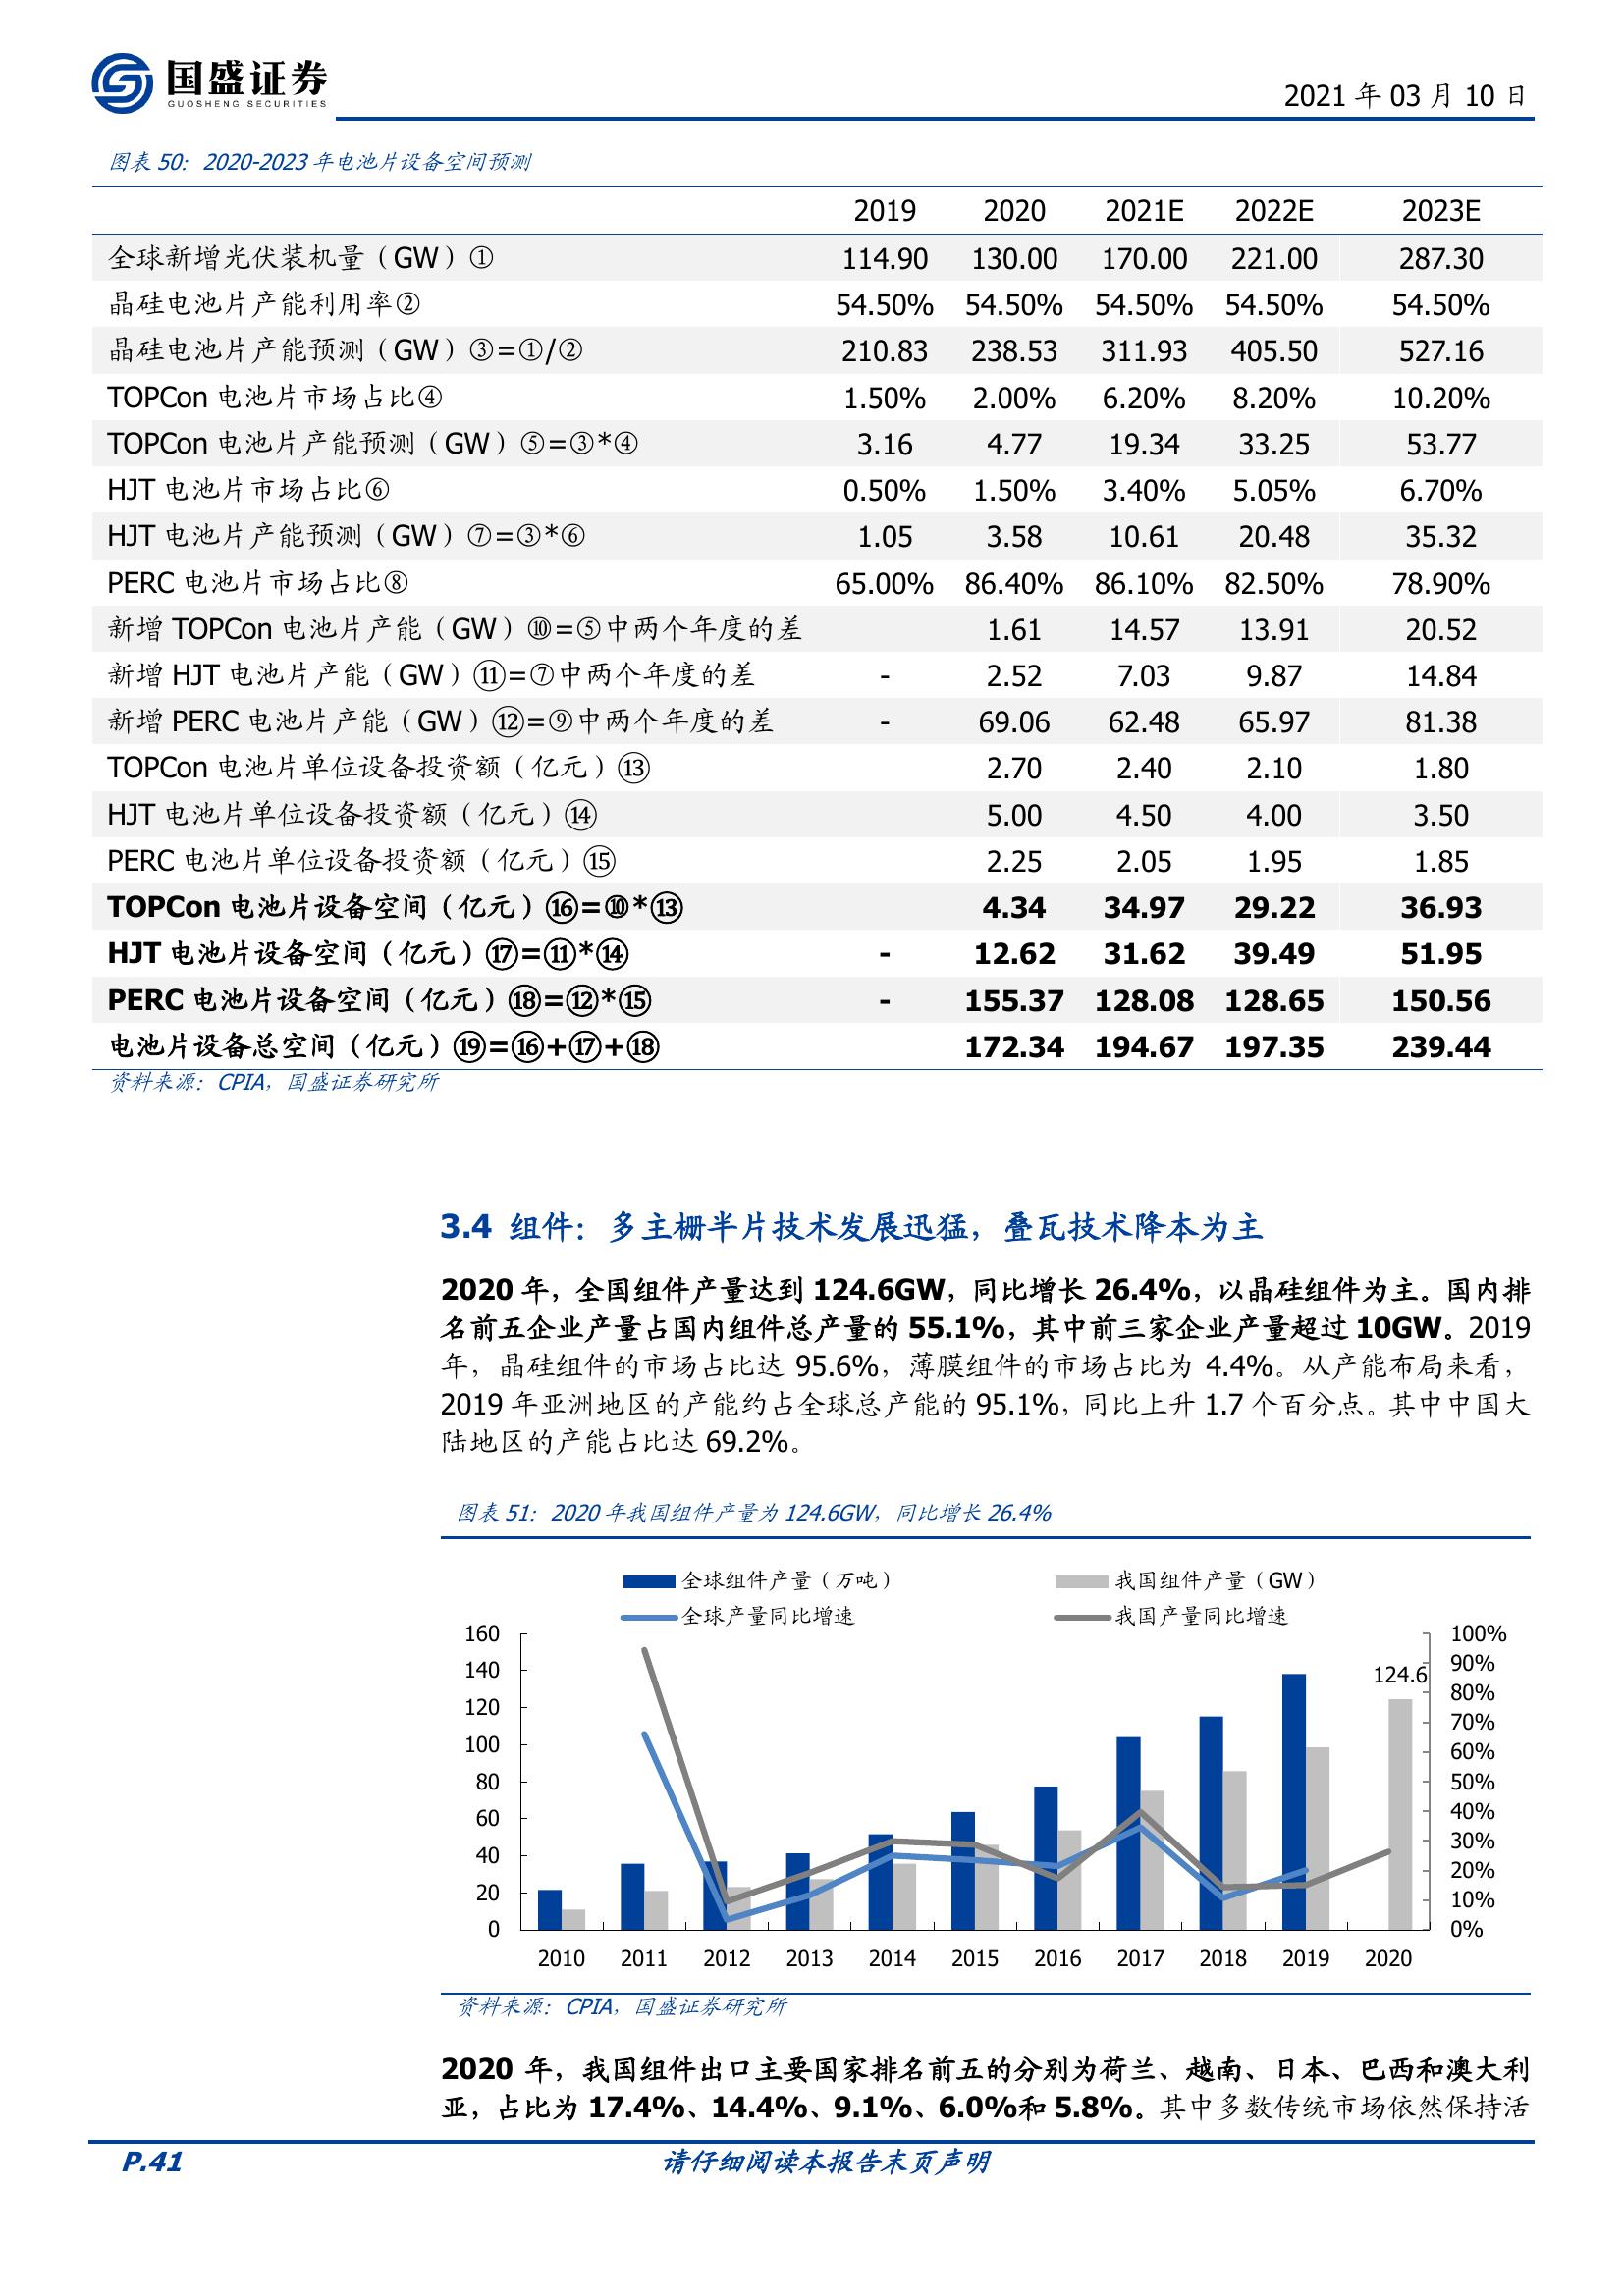 国盛证券
GUOSHENG SECURITIES
2021 年 03 月 10 日
图表 50：2020-2023 年电池片设备空间预测
2019 2020 2021E 2022E 2023E
全球新增光伏装机量（GW）① 114.90 130.00 170.00 221.00 287.30
晶硅电池片产能利用率② 54.50% 54.50% 54.50% 54.50% 54.50%
晶硅电池片产能预测（GW）③=①/② 210.83 238.53 311.93 405.50 527.16
TOPCon 电池片市场占比④ 1.50% 2.00% 6.20% 8.20% 10.20%
TOPCon 电池片产能预测（GW）⑤=③*④ 3.16 4.77 19.34 33.25 53.77
HJT 电池片市场占比⑥ 0.50% 1.50% 3.40% 5.05% 6.70%
HJT 电池片产能预测（GW）⑦=③*⑥ 1.05 3.58 10.61 20.48 35.32
PERC 电池片市场占比⑧ 65.00% 86.40% 86.10% 82.50% 78.90%
新增 TOPCon 电池片产能（GW）⑩=⑤中两个年度的差 1.61 14.57 13.91 20.52
新增 HJT 电池片产能（GW）⑪=⑦中两个年度的差 - 2.52 7.03 9.87 14.84
新增 PERC 电池片产能（GW）⑫=⑨中两个年度的差 - 69.06 62.48 65.97 81.38
TOPCon 电池片单位设备投资额（亿元）⑬ 2.70 2.40 2.10 1.80
HJT 电池片单位设备投资额（亿元）⑭ 5.00 4.50 4.00 3.50
PERC 电池片单位设备投资额（亿元）⑮ 2.25 2.05 1.95 1.85
TOPCon 电池片设备空间（亿元）⑯=⑩*⑬ 4.34 34.97 29.22 36.93
HJT 电池片设备空间（亿元）⑰=⑪*⑭ - 12.62 31.62 39.49 51.95
PERC 电池片设备空间（亿元）⑱=⑫*⑮ - 155.37 128.08 128.65 150.56
电池片设备总空间（亿元）⑲=⑯+⑰+⑱ 172.34 194.67 197.35 239.44
资料来源：CPIA，国盛证券研究所
3.4 组件：多主栅半片技术发展迅猛，叠瓦技术降本为主
2020 年，全国组件产量达到 124.6GW，同比增长 26.4%，以晶硅组件为主。国内排
名前五企业产量占国内组件总产量的 55.1%，其中前三家企业产量超过 10GW。2019
年，晶硅组件的市场占比达 95.6%，薄膜组件的市场占比为 4.4%。从产能布局来看，
2019 年亚洲地区的产能约占全球总产能的 95.1%，同比上升 1.7 个百分点。其中中国大
陆地区的产能占比达 69.2%。
图表 51：2020 年我国组件产量为 124.6GW，同比增长 26.4%
全球组件产量（万吨） 我国组件产量（GW）
全球产量同比增速 我国产量同比增速
160 100%
140 90%
124.6
120 80%
100 70%
80 60%
60 50%
40 40%
20 30%
0 20%
10%
0%
2010 2011 2012 2013 2014 2015 2016 2017 2018 2019 2020
资料来源：CPIA，国盛证券研究所
2020 年，我国组件出口主要国家排名前五的分别为荷兰、越南、日本、巴西和澳大利
亚，占比为 17.4%、14.4%、9.1%、6.0%和 5.8%。其中多数传统市场依然保持活
P.41 请仔细阅读本报告末页声明